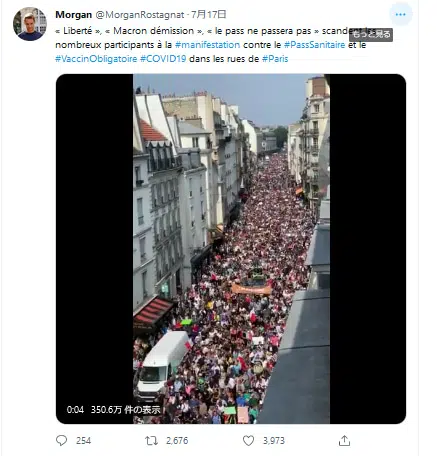 Morgan @MorganRostagnat · 7月17日
« Liberté », « Macron démission », « le pass ne passera pas » scandent
nombreux participants à la #manifestation contre le #PassSanitaire et le
もっと見る
#VaccinObligatoire #COVID19 dans les rues de #Paris
0:04 350.6万 件の表示
254 2,676 3,973